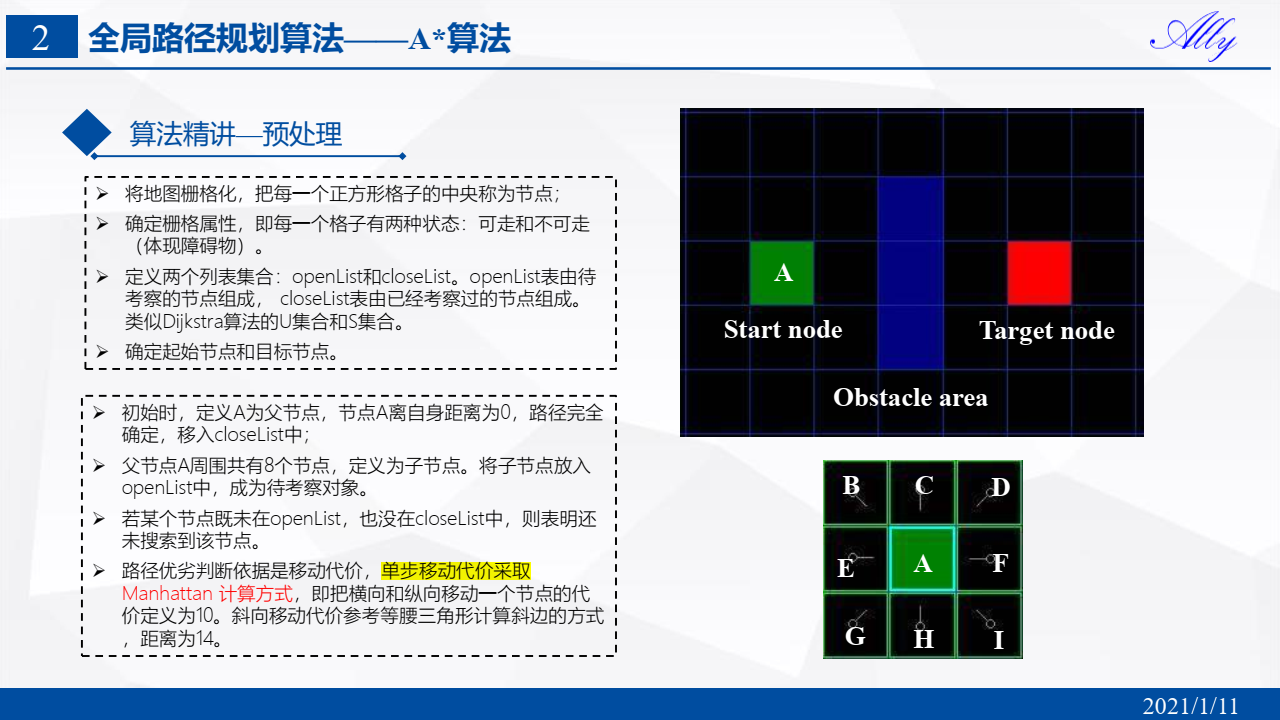 2 全局路径规划算法——A*算法
Ally
算法精讲—预处理
➢ 将地图栅格化，把每一个正方形格子的中央称为节点；
➢ 确定栅格属性，即每一个格子有两种状态：可走和不可走
（体现障碍物）。
➢ 定义两个列表集合：openList和closeList。openList表由待
考察的节点组成， closeList表由已经考察过的节点组成。
类似Dijkstra算法的U集合和S集合。
➢ 确定起始节点和目标节点。
➢ 初始时，定义A为父节点，节点A离自身距离为0，路径完全
确定，移入closeList中；
➢ 父节点A周围共有8个节点，定义为子节点。将子节点放入
openList中，成为待考察对象。
➢ 若某个节点既未在openList，也没在closeList中，则表明还
未搜索到该节点。
➢ 路径优劣判断依据是移动代价，单步移动代价采取
Manhattan 计算方式，即把横向和纵向移动一个节点的代
价定义为10。斜向移动代价参考等腰三角形计算斜边的方式
，距离为14。
A
Start node
Target node
Obstacle area
B C D
E A F
G H I
2021/1/11